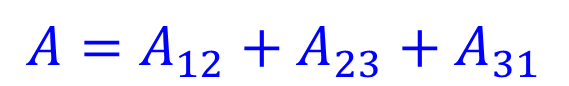 A = A₁₂ + A₂₃ + A₃₁